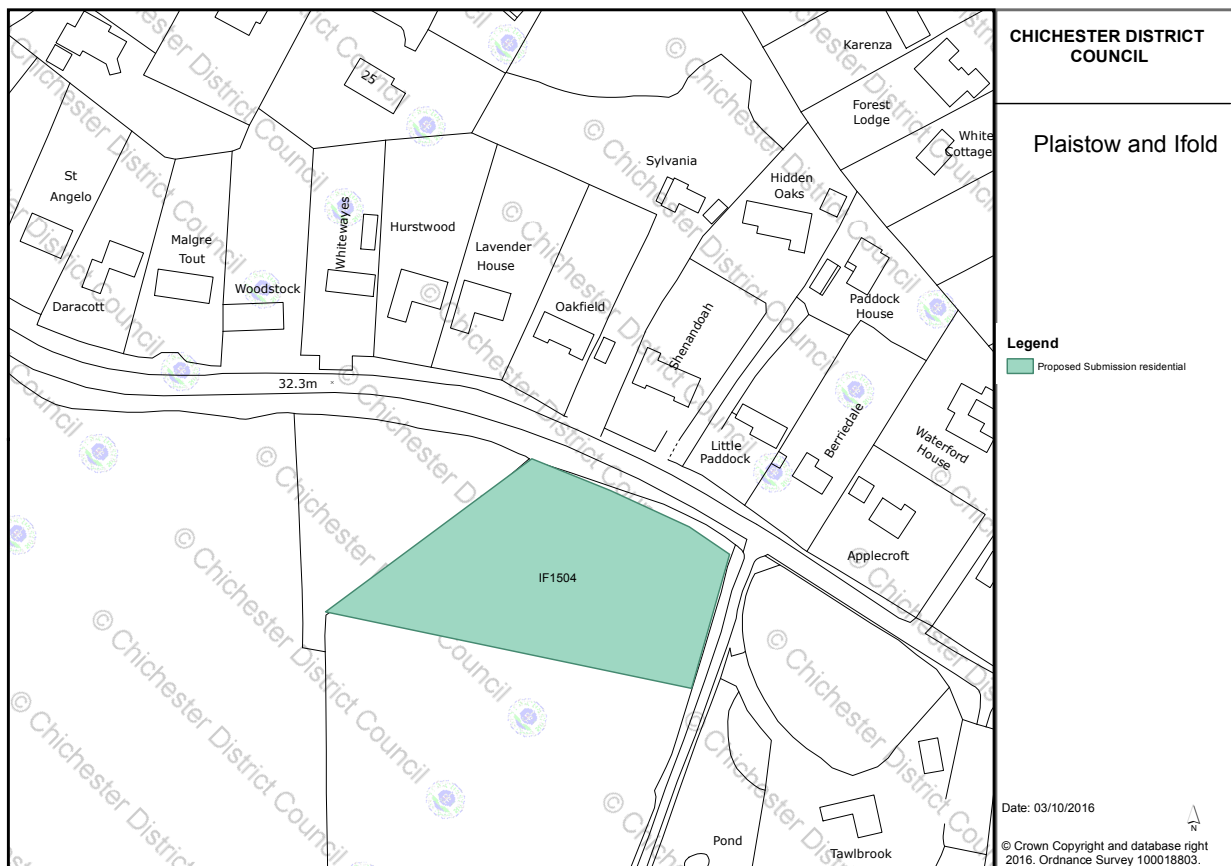 CHICHESTER DISTRICT
COUNCIL
Plaistow and Ifold
Legend
Proposed Submission residential
Date: 03/10/2016
N
© Crown Copyright and database right
2016. Ordnance Survey 100018803.
Karenza
25
Forest
Lodge
White
Cottage
Sylvania
Hidden
Oaks
St
Angelo
Whitewayes
Hurstwood
Malgre
Tout
Lavender
House
Woodstock
Daracott
Oakfield
Shenandoah
Paddock
House
32.3m
Little
Paddock
Berriedale
Waterford
House
Applecroft
IF1504
Pond
Tawlbrook
© Chichester District Council